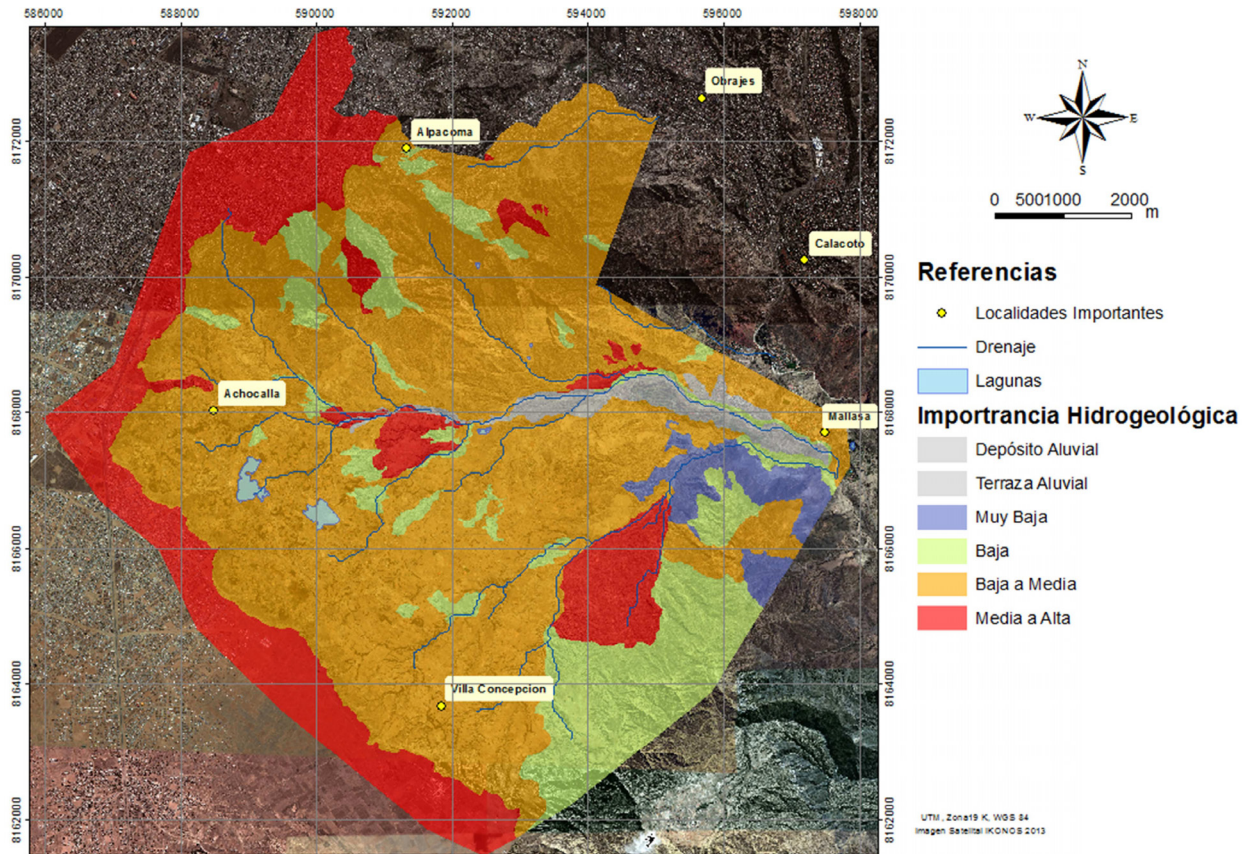 586000 588000 590000 592000 594000 596000 598000
8172000
8170000
8168000
8166000
8164000
8162000
8172000
8170000
8168000
8166000
8164000
8162000
Obrajes
Alpacoma
Calacoto
Achocalla
Mallasa
Villa Concepcion
N
W E
S
0 5001000 2000
m
Referencias
Localidades Importantes
Drenaje
Lagunas
Importrancia Hidrogeológica
Depósito Aluvial
Terraza Aluvial
Muy Baja
Baja
Baja a Media
Media a Alta
UTM, Zona19 K, WGS 84
Imagen Satelital IKONOS 2013